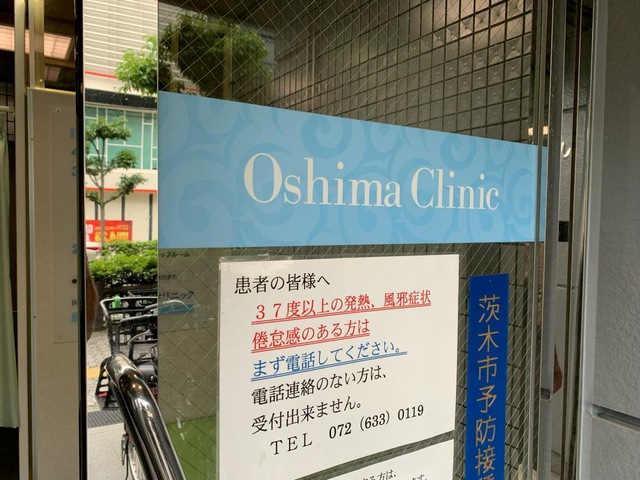 Oshima Clinic
患者の皆様へ
３７度以上の発熱、風邪症状
倦怠感のある方は
まず電話してください。
電話連絡のない方は、
受付出来ません。
ＴＥＬ　072（633）0119
茨木市予防接種